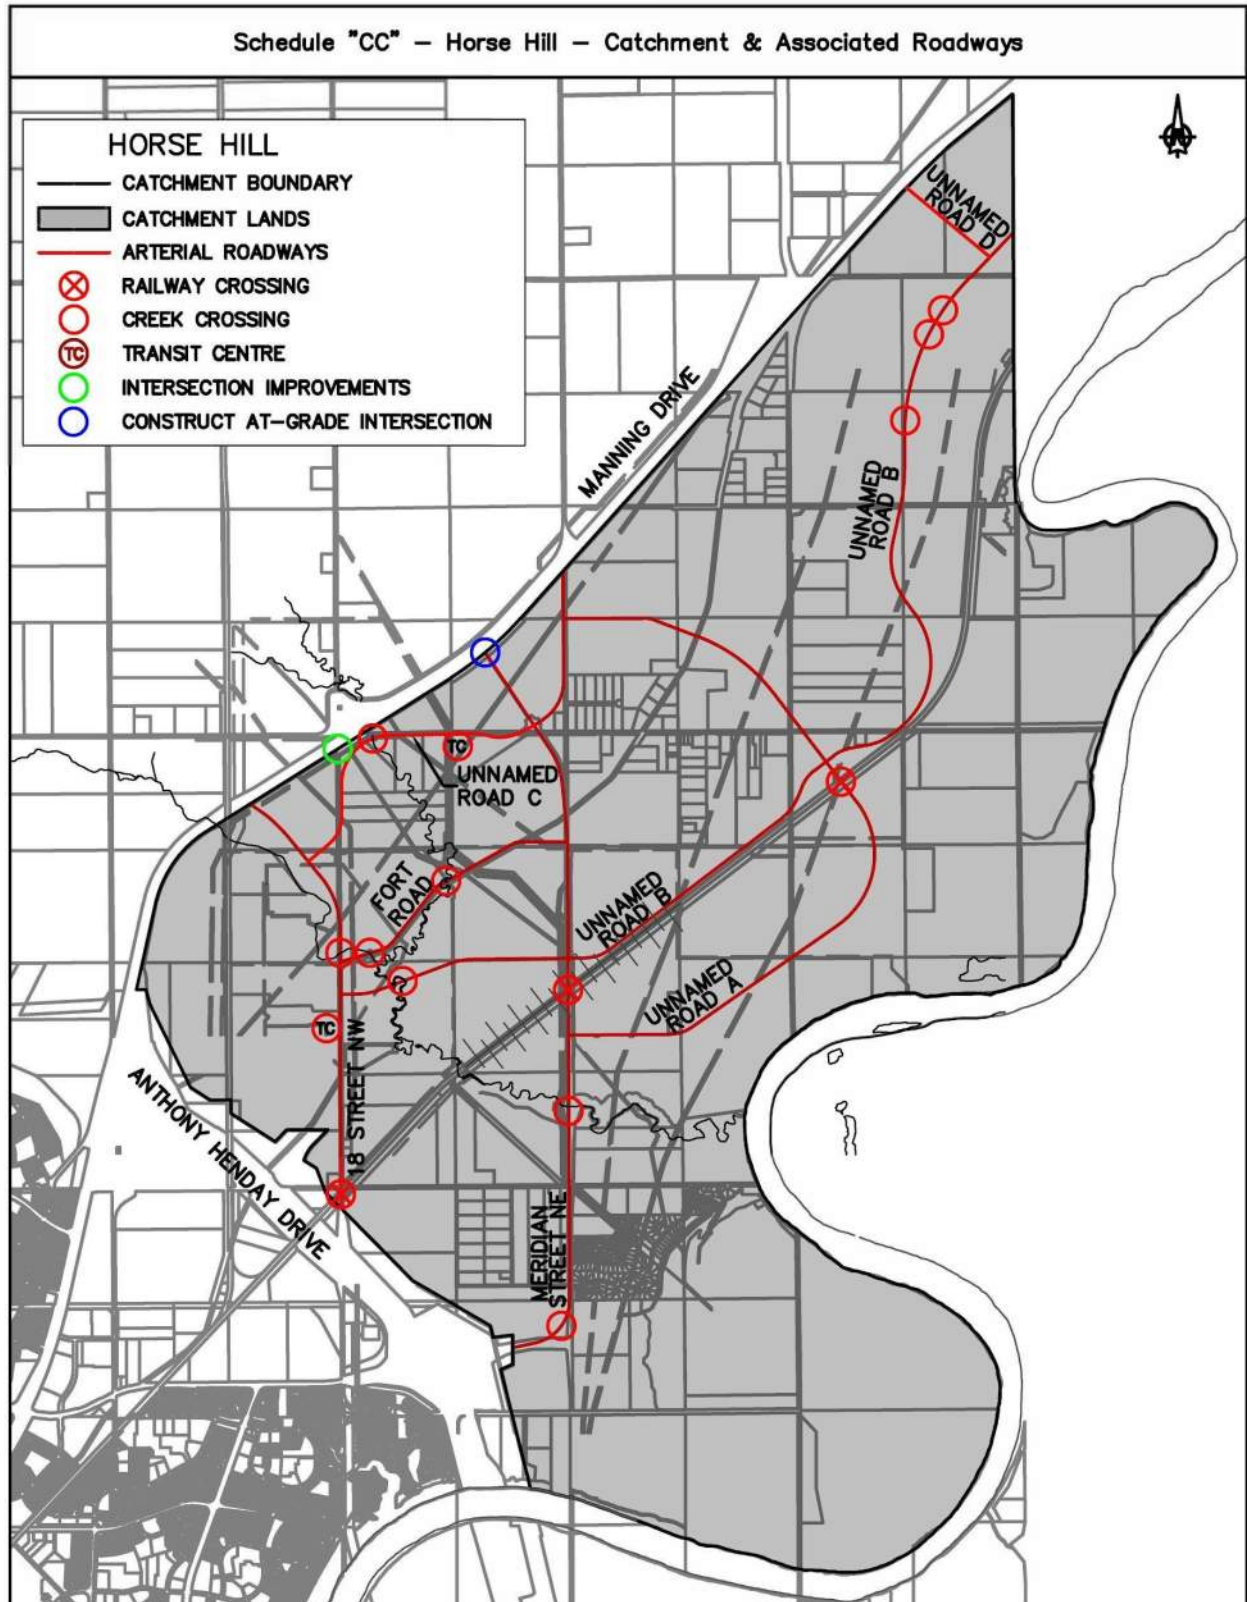 Schedule "CC" – Horse Hill – Catchment & Associated Roadways
HORSE HILL
CATCHMENT BOUNDARY
CATCHMENT LANDS
ARTERIAL ROADWAYS
RAILWAY CROSSING
CREEK CROSSING
TC TRANSIT CENTRE
INTERSECTION IMPROVEMENTS
CONSTRUCT AT-GRADE INTERSECTION
N
UNNAMED
ROAD D
MANNING DRIVE
UNNAMED
ROAD B
TC
UNNAMED
ROAD C
FORT
ROAD
UNNAMED
ROAD B
UNNAMED
ROAD A
TC
18 STREET NW
ANTHONY HENDAY DRIVE
MERIDIAN
STREET NE